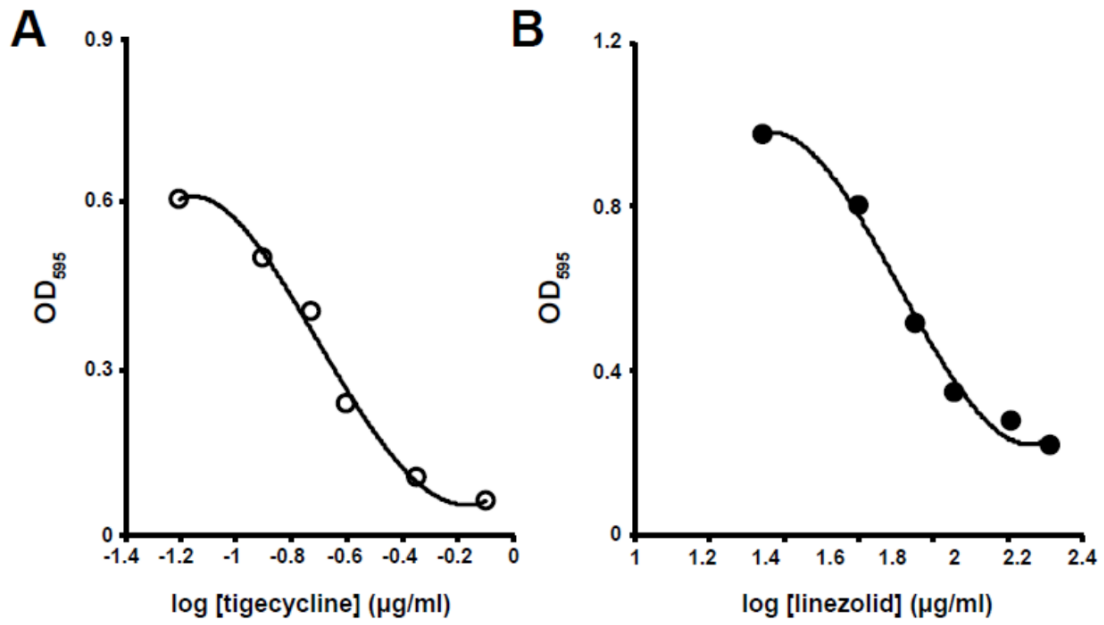 A
0.9
0.6
0.3
0
OD595
-1.4 -1.2 -1 -0.8 -0.6 -0.4 -0.2 0
log [tigecycline] (µg/ml)
B
1.2
0.8
0.4
0
OD595
1 1.2 1.4 1.6 1.8 2 2.2 2.4
log [linezolid] (µg/ml)